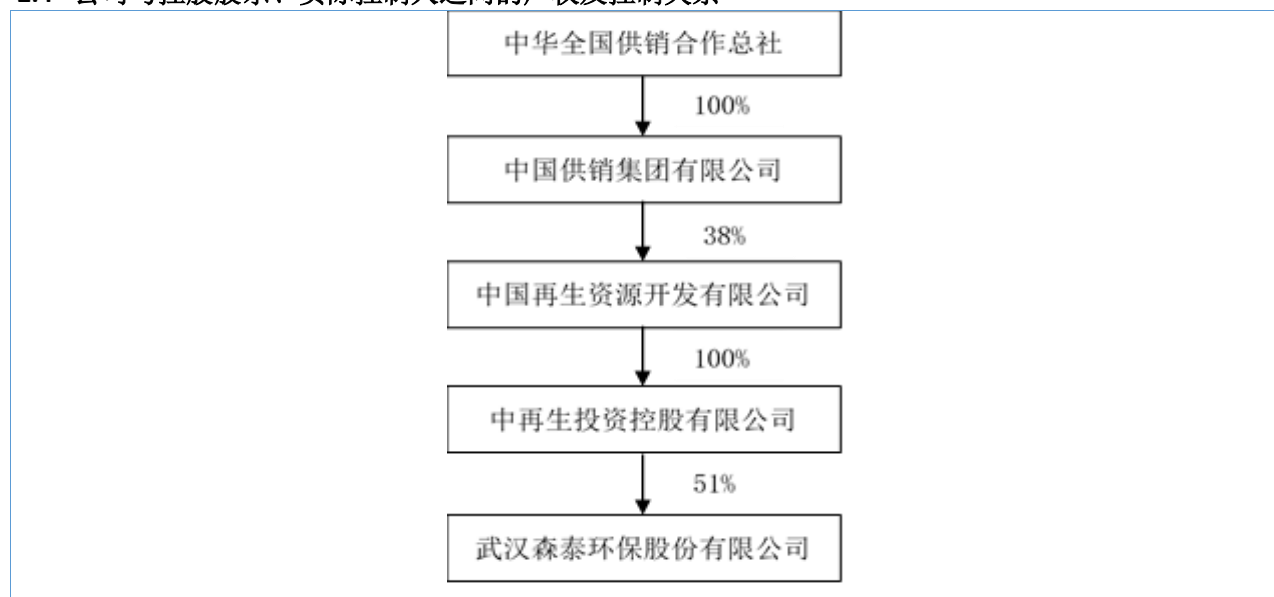 中华全国供销合作总社
100%
中国供销集团有限公司
38%
中国再生资源开发有限公司
100%
中再生投资控股有限公司
51%
武汉森泰环保股份有限公司